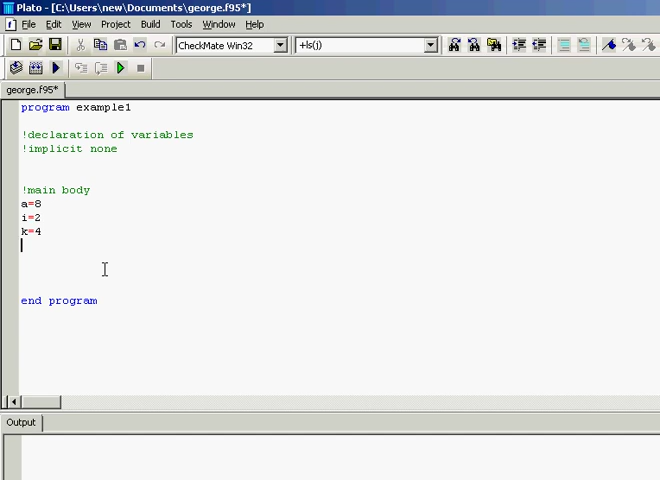 Plato - [C:\Users\new\Documents\george.f95*]
File Edit View Project Build Tools Window Help
CheckMate Win32 +ls(j)
george.f95*
program example1
!declaration of variables
!implicit none
!main body
a=8
i=2
k=4
end program
Output